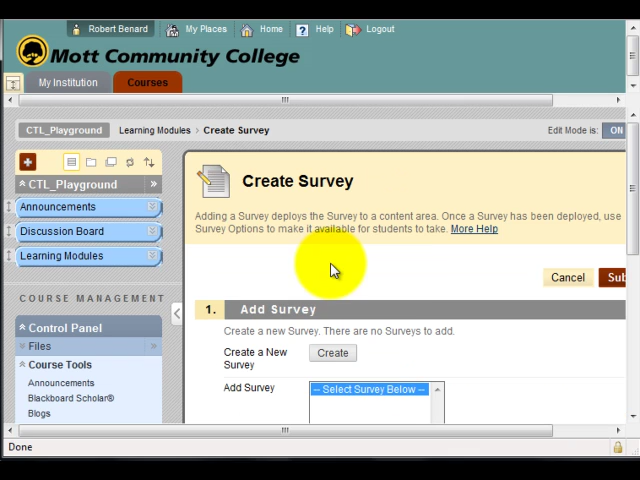 Robert Benard My Places Home Help Logout
Mott Community College
My Institution Courses
CTL_Playground Learning Modules > Create Survey Edit Mode is: ON
CTL_Playground
Create Survey
Announcements
Adding a Survey deploys the Survey to a content area. Once a Survey has been deployed, use
Survey Options to make it available for students to take. More Help
Discussion Board
Learning Modules
Cancel Sub
COURSE MANAGEMENT
1. Add Survey
Control Panel
Create a new Survey. There are no Surveys to add.
Files
Create a New
Survey
Create
Course Tools
Announcements
Add Survey
-- Select Survey Below --
Blackboard Scholar®
Blogs
Done